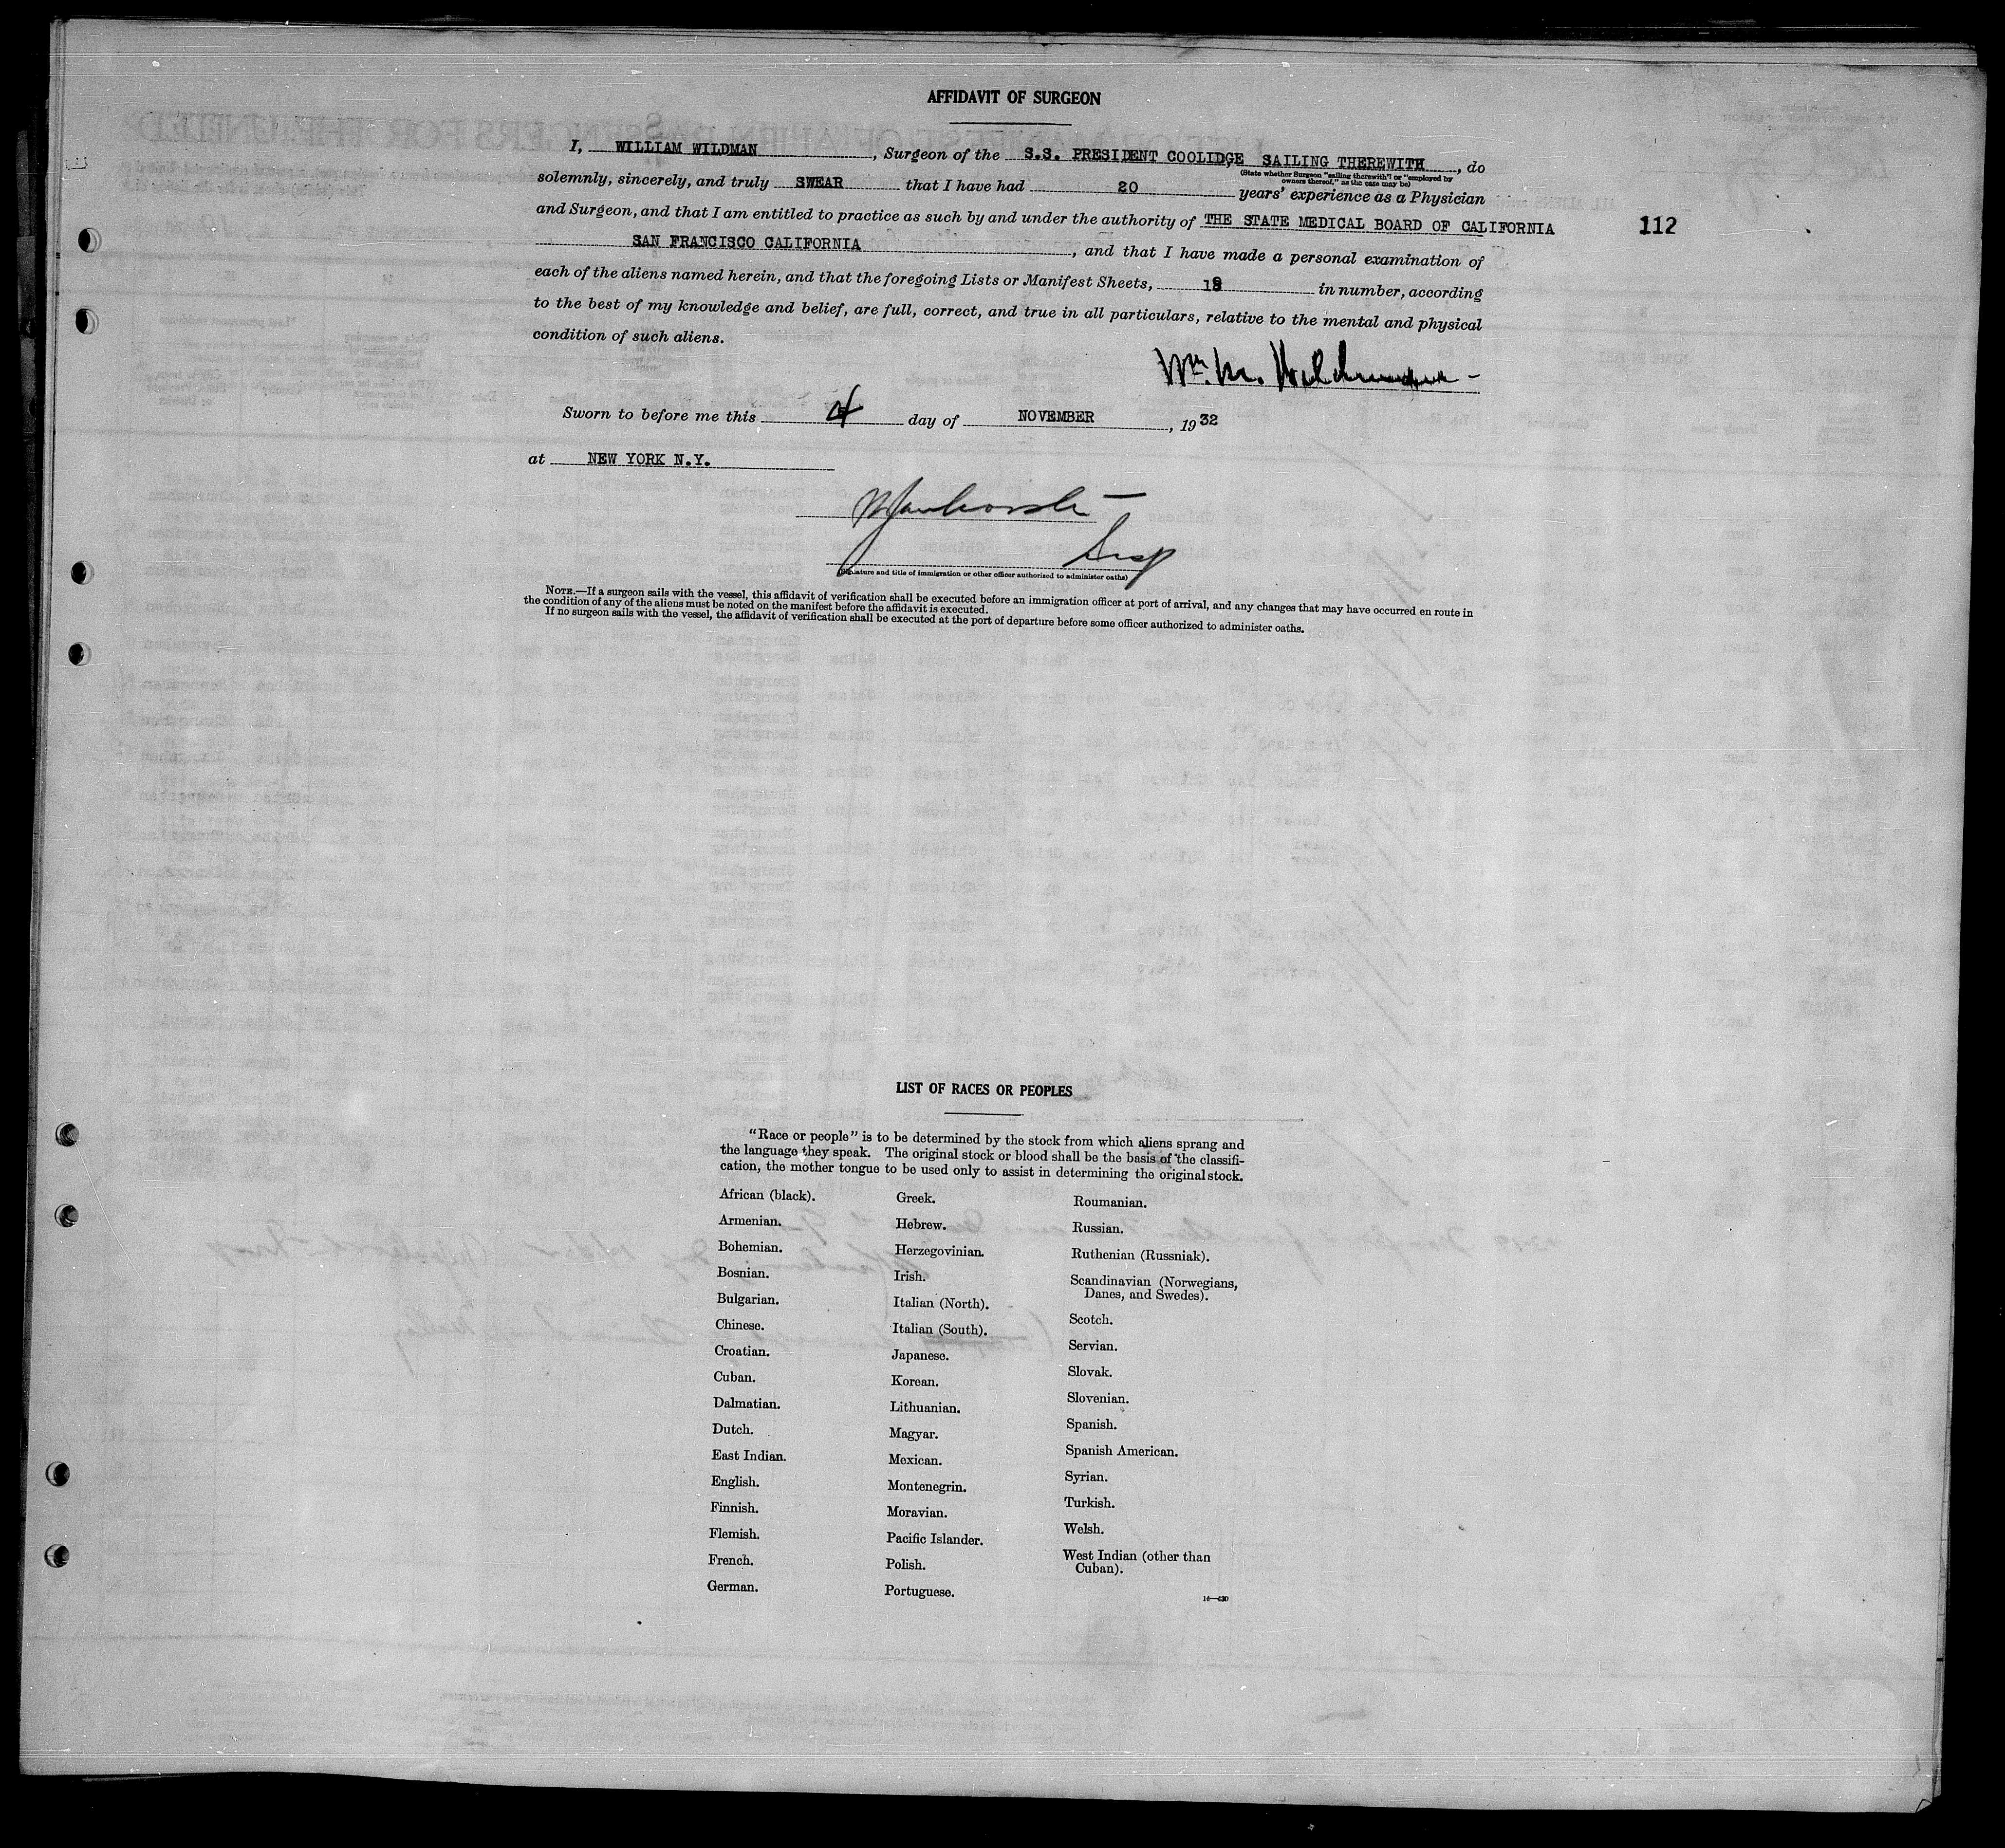 AFFIDAVIT OF SURGEON
I, WILLIAM WILDMAN, Surgeon of the S.S. PRESIDENT COOLIDGE SAILING THEREWITH, do
(State whether Surgeon "sailing therewith" or "employed by
owners thereof," as the case may be)
solemnly, sincerely, and truly SWEAR that I have had 20 years' experience as a Physician
and Surgeon, and that I am entitled to practice as such by and under the authority of THE STATE MEDICAL BOARD OF CALIFORNIA
112
SAN FRANCISCO CALIFORNIA, and that I have made a personal examination of
each of the aliens named herein, and that the foregoing Lists or Manifest Sheets, in number, according
to the best of my knowledge and belief, are full, correct, and true in all particulars, relative to the mental and physical
condition of such aliens.
Wm. M. Wildman
Sworn to before me this 4 day of NOVEMBER, 1932
at NEW YORK N.Y.
Insp
(Signature and title of immigration or other officer authorized to administer oaths)
NOTE.—If a surgeon sails with the vessel, this affidavit of verification shall be executed before an immigration officer at port of arrival, and any changes that may have occurred en route in
the condition of any of the aliens must be noted on the manifest before the affidavit is executed.
If no surgeon sails with the vessel, the affidavit of verification shall be executed at the port of departure before some officer authorized to administer oaths.
LIST OF RACES OR PEOPLES
"Race or people" is to be determined by the stock from which aliens sprang and
the language they speak. The original stock or blood shall be the basis of the classifi-
cation, the mother tongue to be used only to assist in determining the original stock.
African (black).
Armenian.
Bohemian.
Bosnian.
Bulgarian.
Chinese.
Croatian.
Cuban.
Dalmatian.
Dutch.
East Indian.
English.
Finnish.
Flemish.
French.
German.
Greek.
Hebrew.
Herzegovinian.
Irish.
Italian (North).
Italian (South).
Japanese.
Korean.
Lithuanian.
Magyar.
Mexican.
Montenegrin.
Moravian.
Pacific Islander.
Polish.
Portuguese.
Roumanian.
Russian.
Ruthenian (Russniak).
Scandinavian (Norwegians,
Danes, and Swedes).
Scotch.
Servian.
Slovak.
Slovenian.
Spanish.
Spanish American.
Syrian.
Turkish.
Welsh.
West Indian (other than
Cuban).